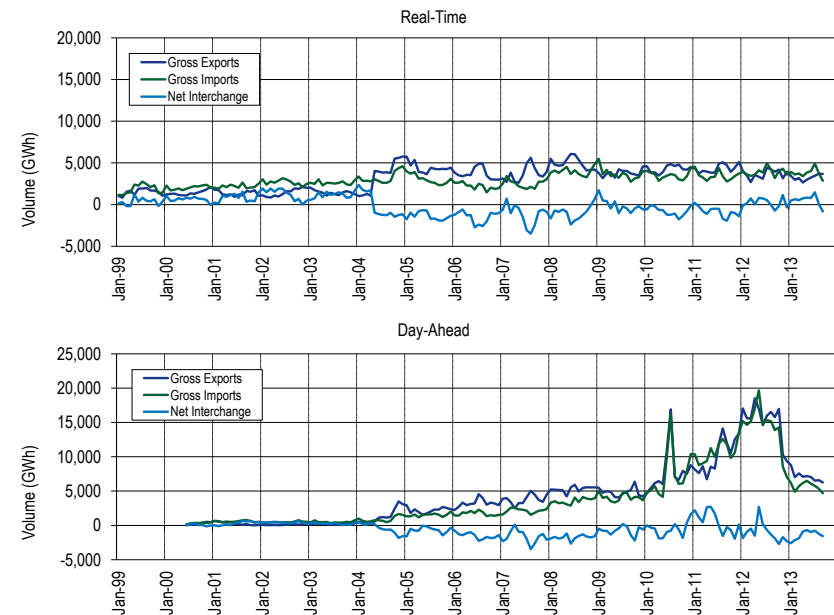 Real-Time
20,000
15,000
10,000
5,000
0
-5,000
Volume (GWh)
Gross Exports
Gross Imports
Net Interchange
Jan-99
Jan-00
Jan-01
Jan-02
Jan-03
Jan-04
Jan-05
Jan-06
Jan-07
Jan-08
Jan-09
Jan-10
Jan-11
Jan-12
Jan-13
Day-Ahead
25,000
20,000
15,000
10,000
5,000
0
-5,000
Volume (GWh)
Gross Exports
Gross Imports
Net Interchange
Jan-99
Jan-00
Jan-01
Jan-02
Jan-03
Jan-04
Jan-05
Jan-06
Jan-07
Jan-08
Jan-09
Jan-10
Jan-11
Jan-12
Jan-13